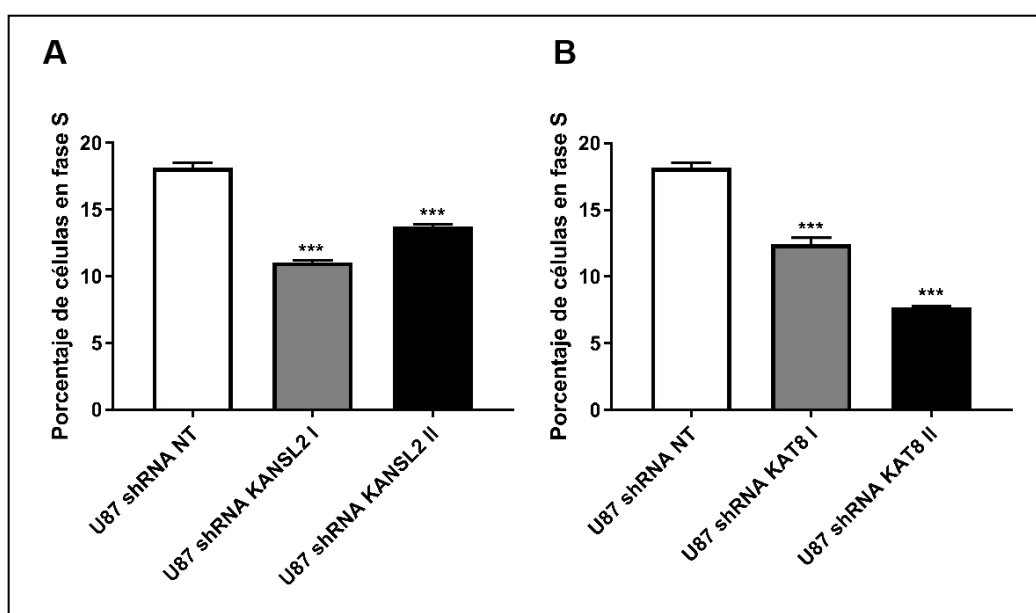 A
Porcentaje de células en fase S
20
15
10
5
0
***
***
U87 shRNA NT
U87 shRNA KANSL2 I
U87 shRNA KANSL2 II
B
Porcentaje de células en fase S
20
15
10
5
0
***
***
U87 shRNA NT
U87 shRNA KAT8 I
U87 shRNA KAT8 II